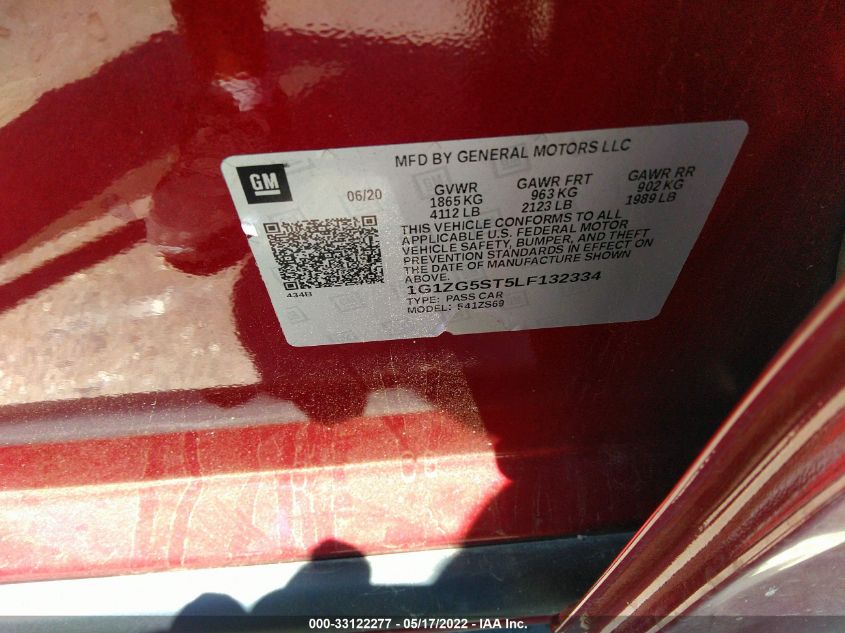 MFD BY GENERAL MOTORS LLC
GM
06/20
GVWR GAWR FRT GAWR RR
1865 KG 963 KG 902 KG
4112 LB 2123 LB 1989 LB
THIS VEHICLE CONFORMS TO ALL
APPLICABLE U.S. FEDERAL MOTOR
VEHICLE SAFETY, BUMPER, AND THEFT
PREVENTION STANDARDS IN EFFECT ON
THE DATE OF MANUFACTURE SHOWN
ABOVE.
434B
1G1ZG5ST5LF132334
TYPE: PASS CAR
MODEL: S41ZS69
000-33122277 - 05/17/2022 - IAA Inc.